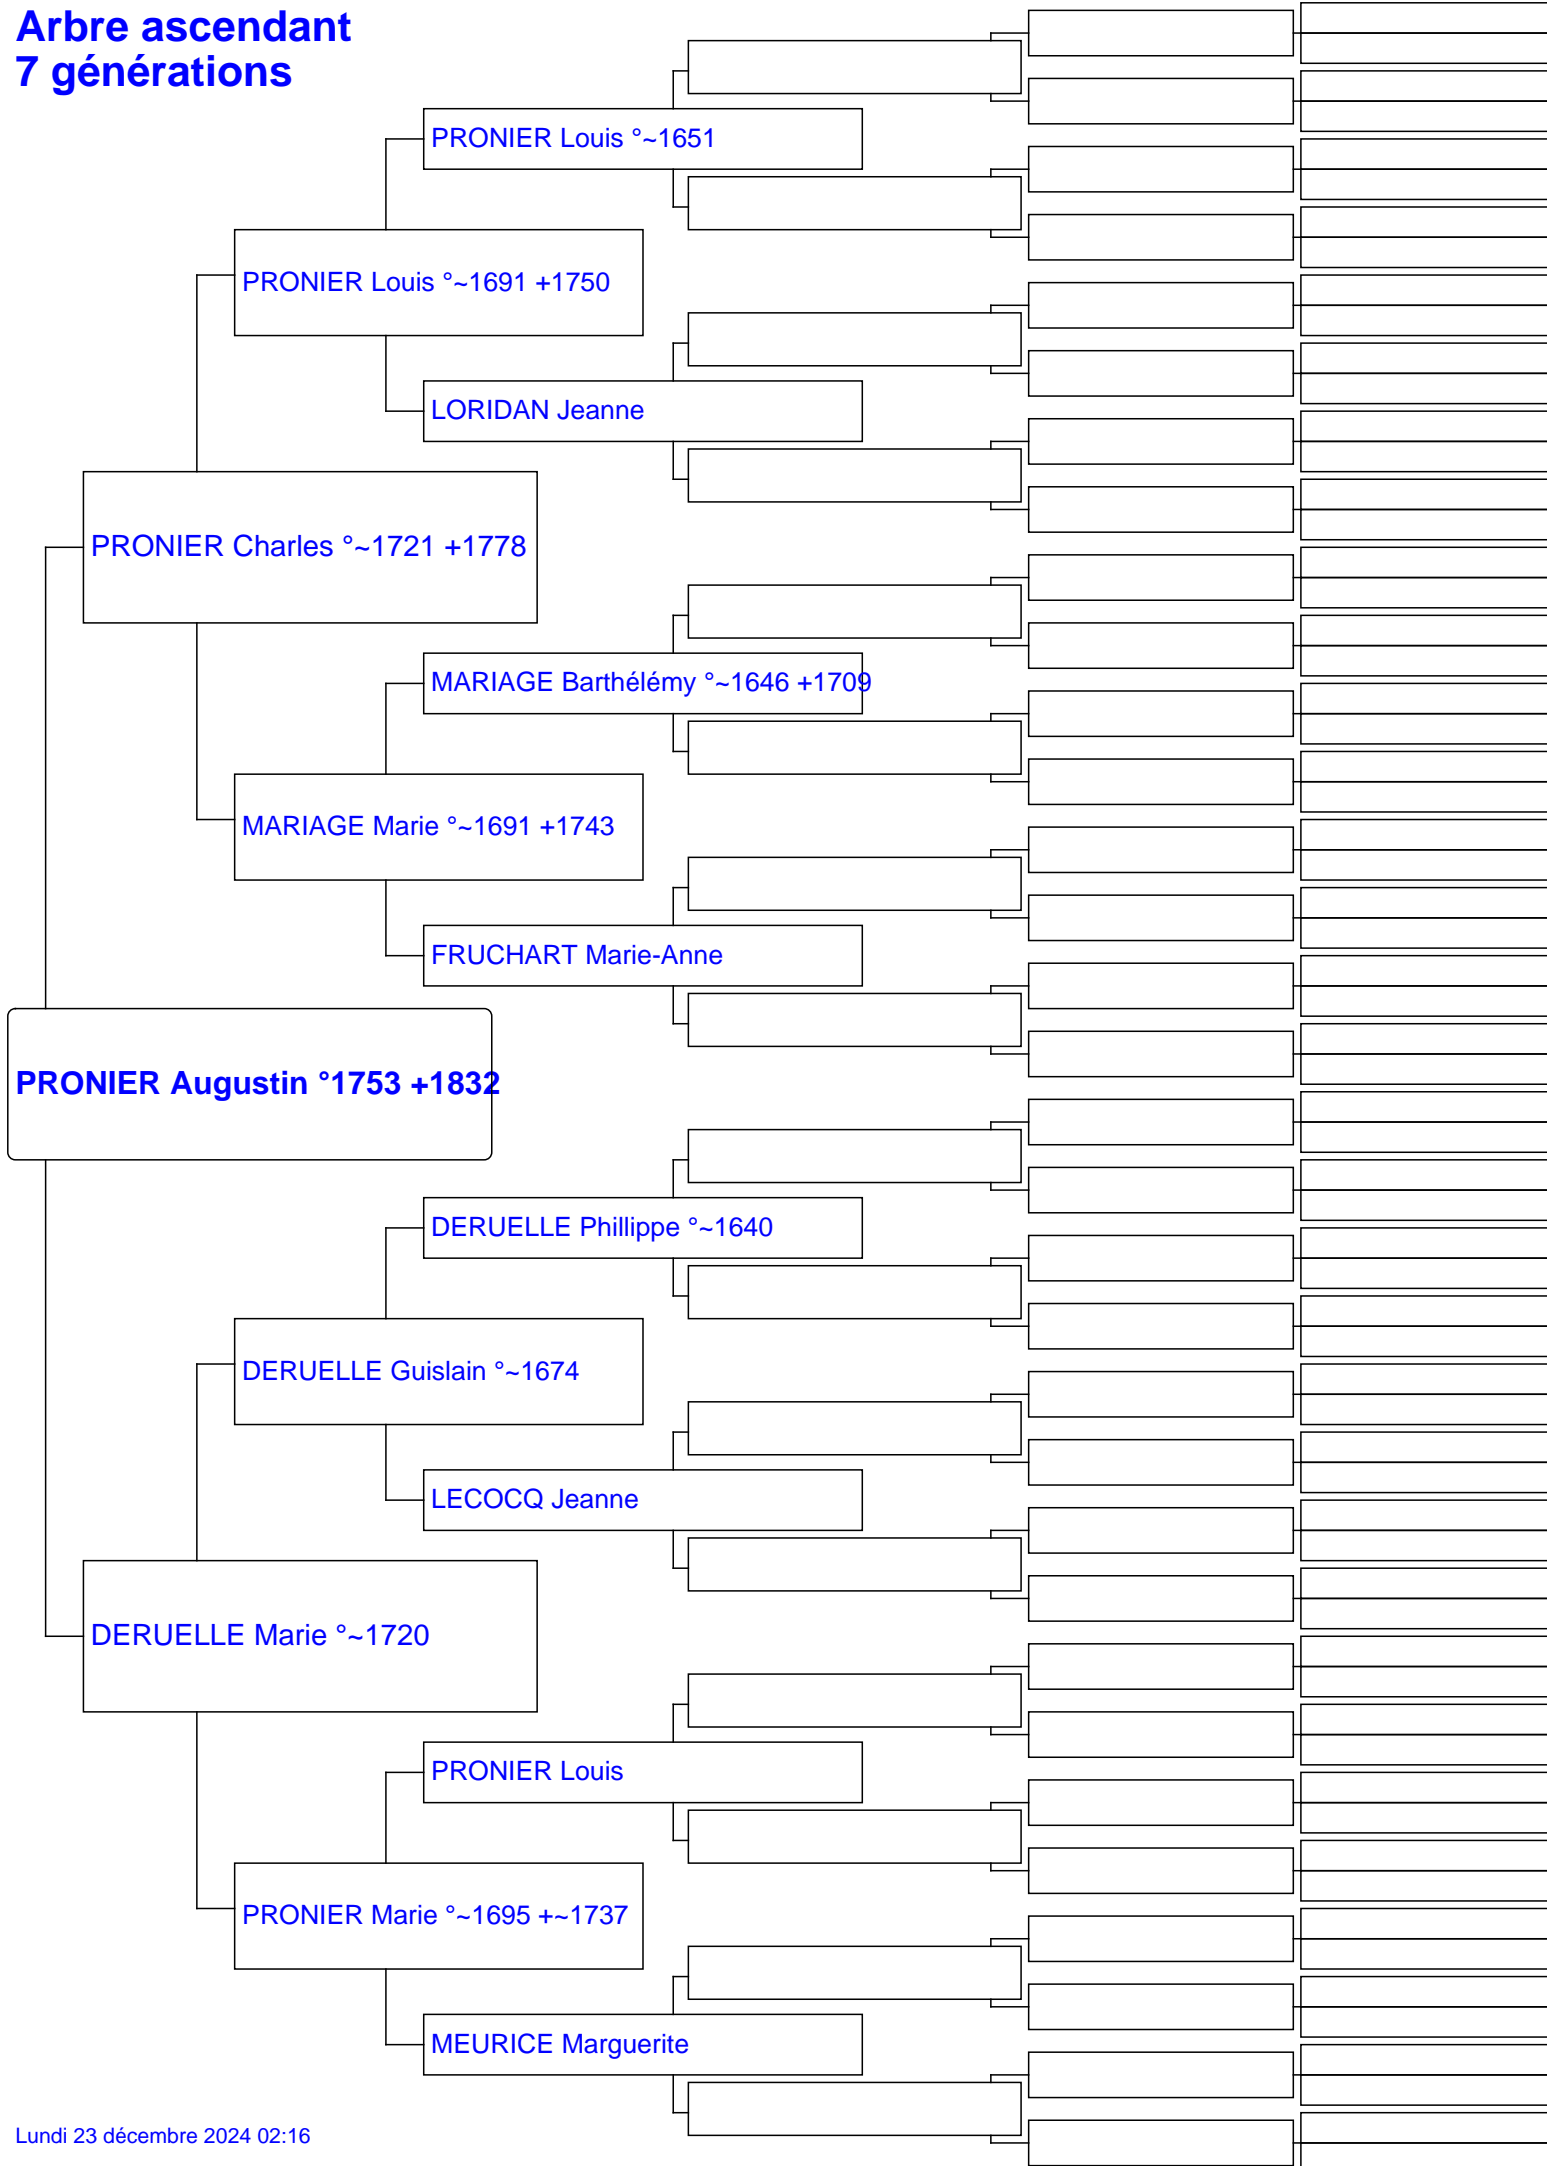 Arbre ascendant
7 générations
PRONIER Louis °~1651
PRONIER Louis °~1691 +1750
LORIDAN Jeanne
PRONIER Charles °~1721 +1778
MARIAGE Barthélémy °~1646 +1709
MARIAGE Marie °~1691 +1743
FRUCHART Marie-Anne
PRONIER Augustin °1753 +1832
DERUELLE Phillippe °~1640
DERUELLE Guislain °~1674
LECOCQ Jeanne
DERUELLE Marie °~1720
PRONIER Louis
PRONIER Marie °~1695 +~1737
MEURICE Marguerite
Lundi 23 décembre 2024 02:16